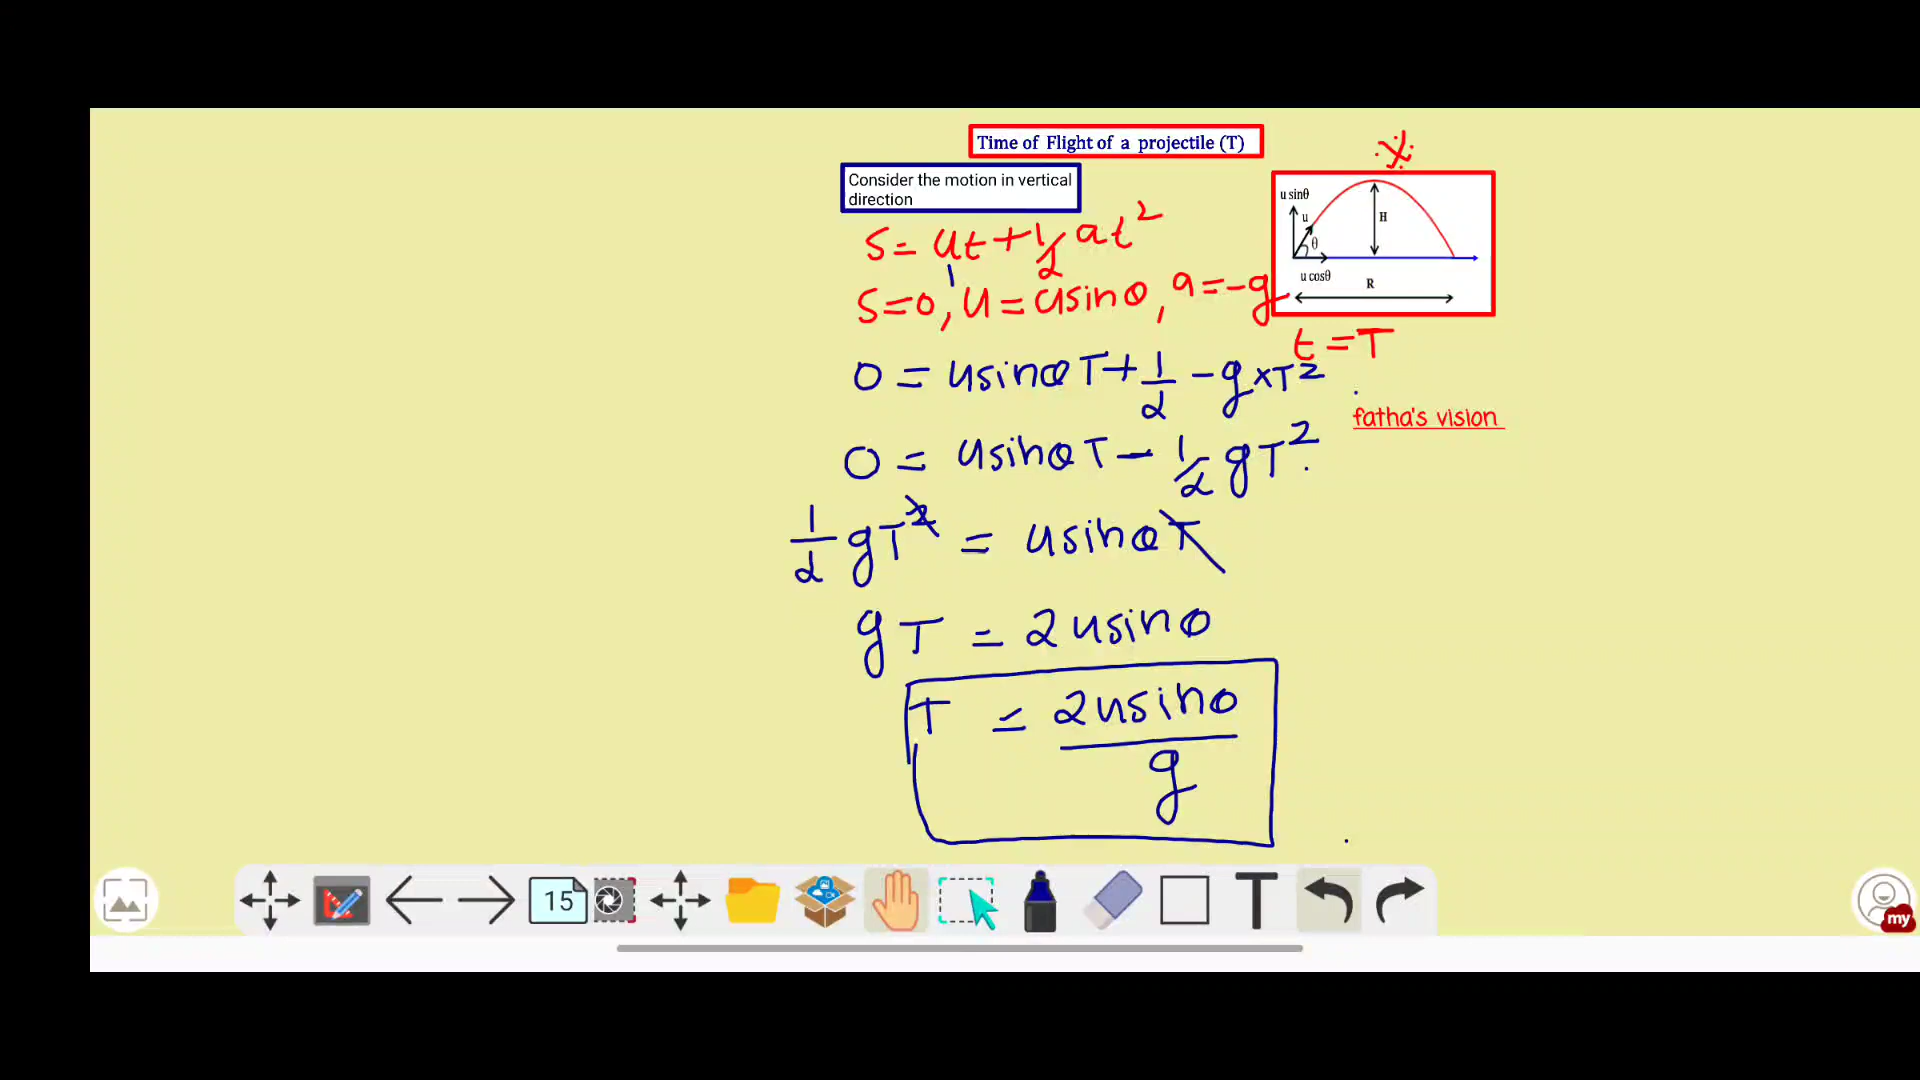 Time of Flight of a projectile (T)
Consider the motion in vertical
direction
S = ut + 1/2 at²
S=0, u = usinθ, a = -g
t = T
0 = usinθT + 1/2 - g×T²
0 = usinθT - 1/2 gT²
1/2 gT² = usinθT
gT = 2usinθ
T = 2usinθ/g
u sinθ
u
θ
H
u cosθ
R
fatha's vision
15
T
my